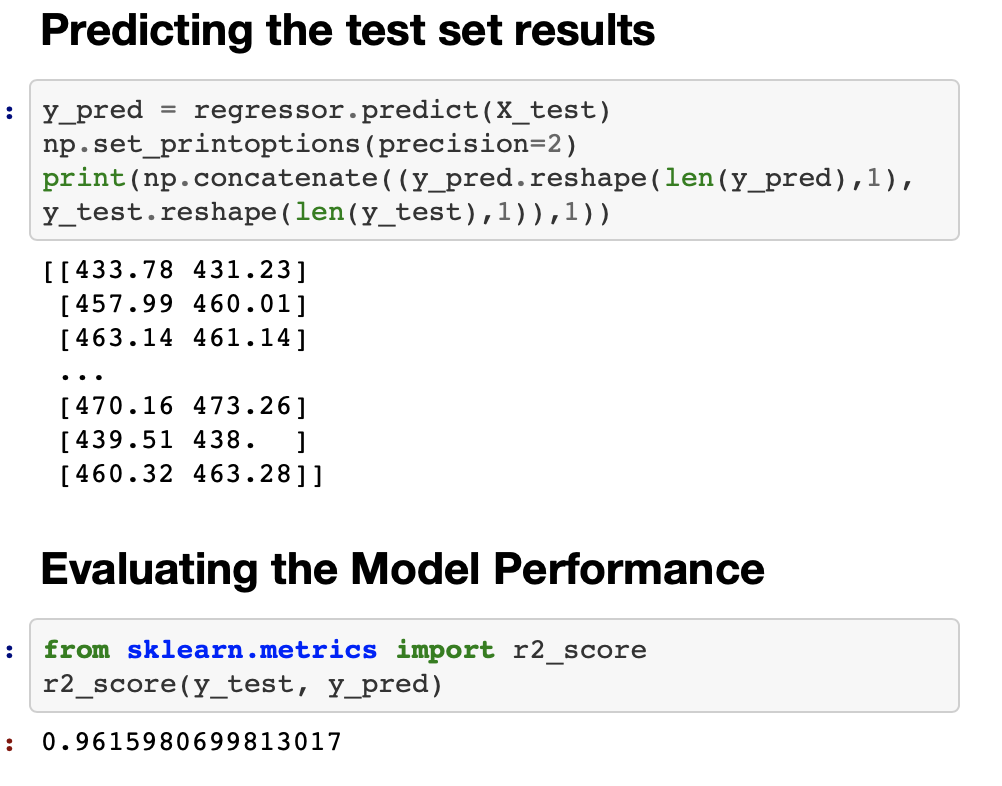 Predicting the test set results
:
y_pred = regressor.predict(X_test)
np.set_printoptions(precision=2)
print(np.concatenate((y_pred.reshape(len(y_pred),1),
y_test.reshape(len(y_test),1)),1))
[[433.78 431.23]
 [457.99 460.01]
 [463.14 461.14]
 ...
 [470.16 473.26]
 [439.51 438.  ]
 [460.32 463.28]]
Evaluating the Model Performance
:
from sklearn.metrics import r2_score
r2_score(y_test, y_pred)
:
0.9615980699813017